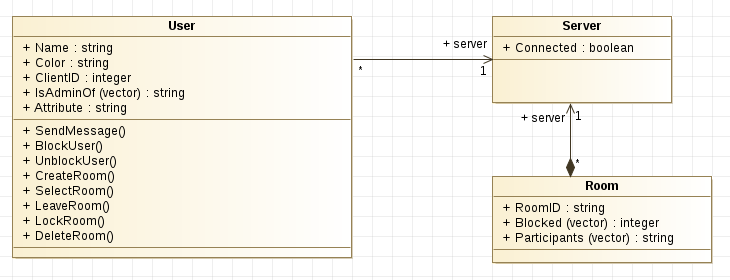 User
+ Name : string
+ Color : string
+ ClientID : integer
+ IsAdminOf (vector) : string
+ Attribute : string
+ SendMessage()
+ BlockUser()
+ UnblockUser()
+ CreateRoom()
+ SelectRoom()
+ LeaveRoom()
+ LockRoom()
+ DeleteRoom()
+ server
*
1
Server
+ Connected : boolean
+ server
1
*
Room
+ RoomID : string
+ Blocked (vector) : integer
+ Participants (vector) : string